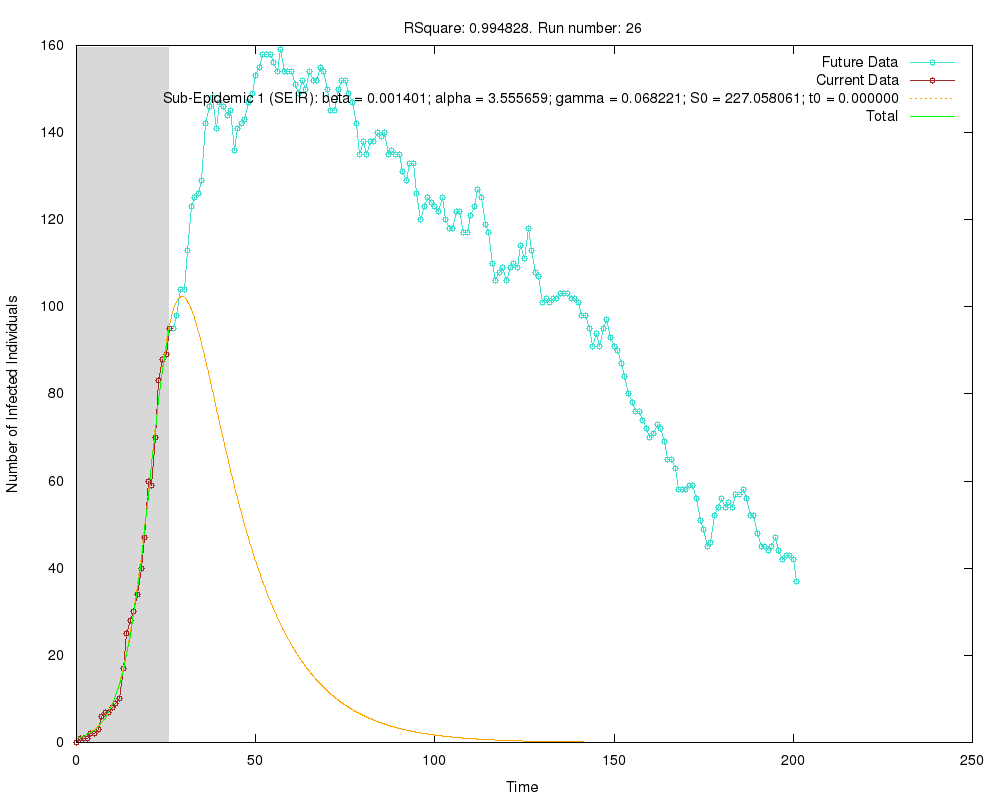 RSquare: 0.994828. Run number: 26
Future Data
Current Data
Sub-Epidemic 1 (SEIR): beta = 0.001401; alpha = 3.555659; gamma = 0.068221; S0 = 227.058061; t0 = 0.000000
Total
160
140
120
100
80
60
40
20
0
Number of Infected Individuals
0 50 100 150 200 250
Time